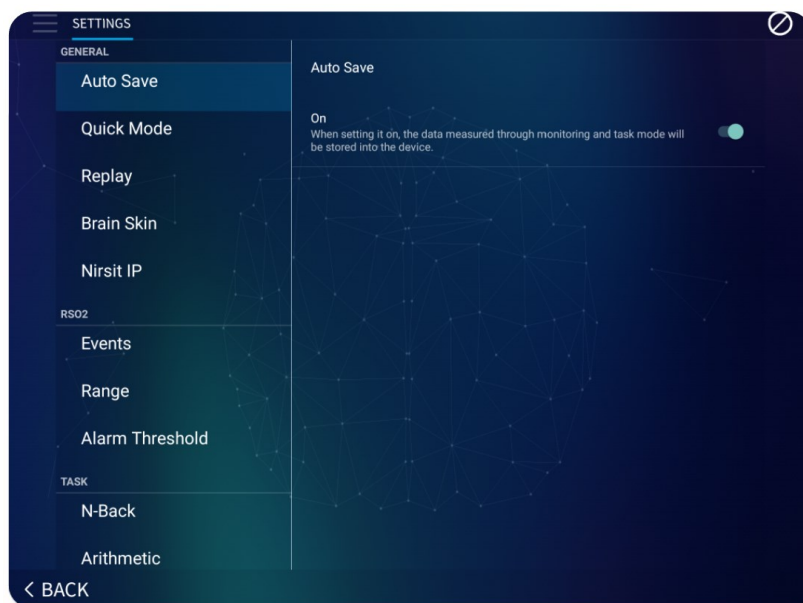 SETTINGS
GENERAL
Auto Save
Quick Mode
Replay
Brain Skin
Nirsit IP
RSO2
Events
Range
Alarm Threshold
TASK
N-Back
Arithmetic
Auto Save
On
When setting it on, the data measured through monitoring and task mode will
be stored into the device.
< BACK